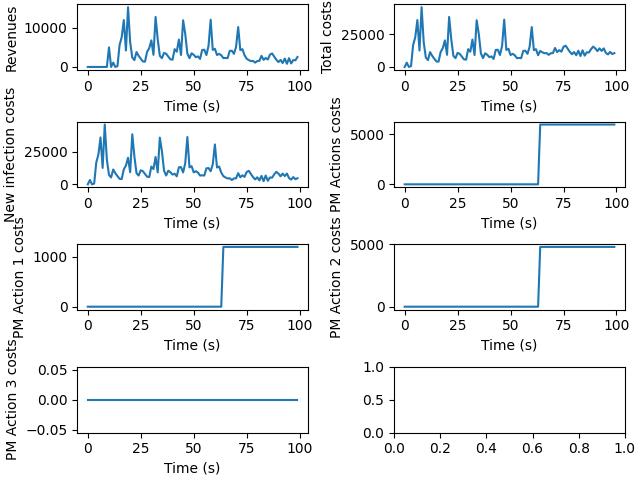 Revenues
10000
0
0 25 50 75 100
Time (s)
Total costs
25000
0
0 25 50 75 100
Time (s)
New infection costs
25000
0
0 25 50 75 100
Time (s)
PM Actions costs
5000
0
0 25 50 75 100
Time (s)
PM Action 1 costs
1000
0
0 25 50 75 100
Time (s)
PM Action 2 costs
5000
0
0 25 50 75 100
Time (s)
PM Action 3 costs
0.05
0.00
−0.05
0 25 50 75 100
Time (s)
1.0
0.5
0.0
0.0 0.2 0.4 0.6 0.8 1.0